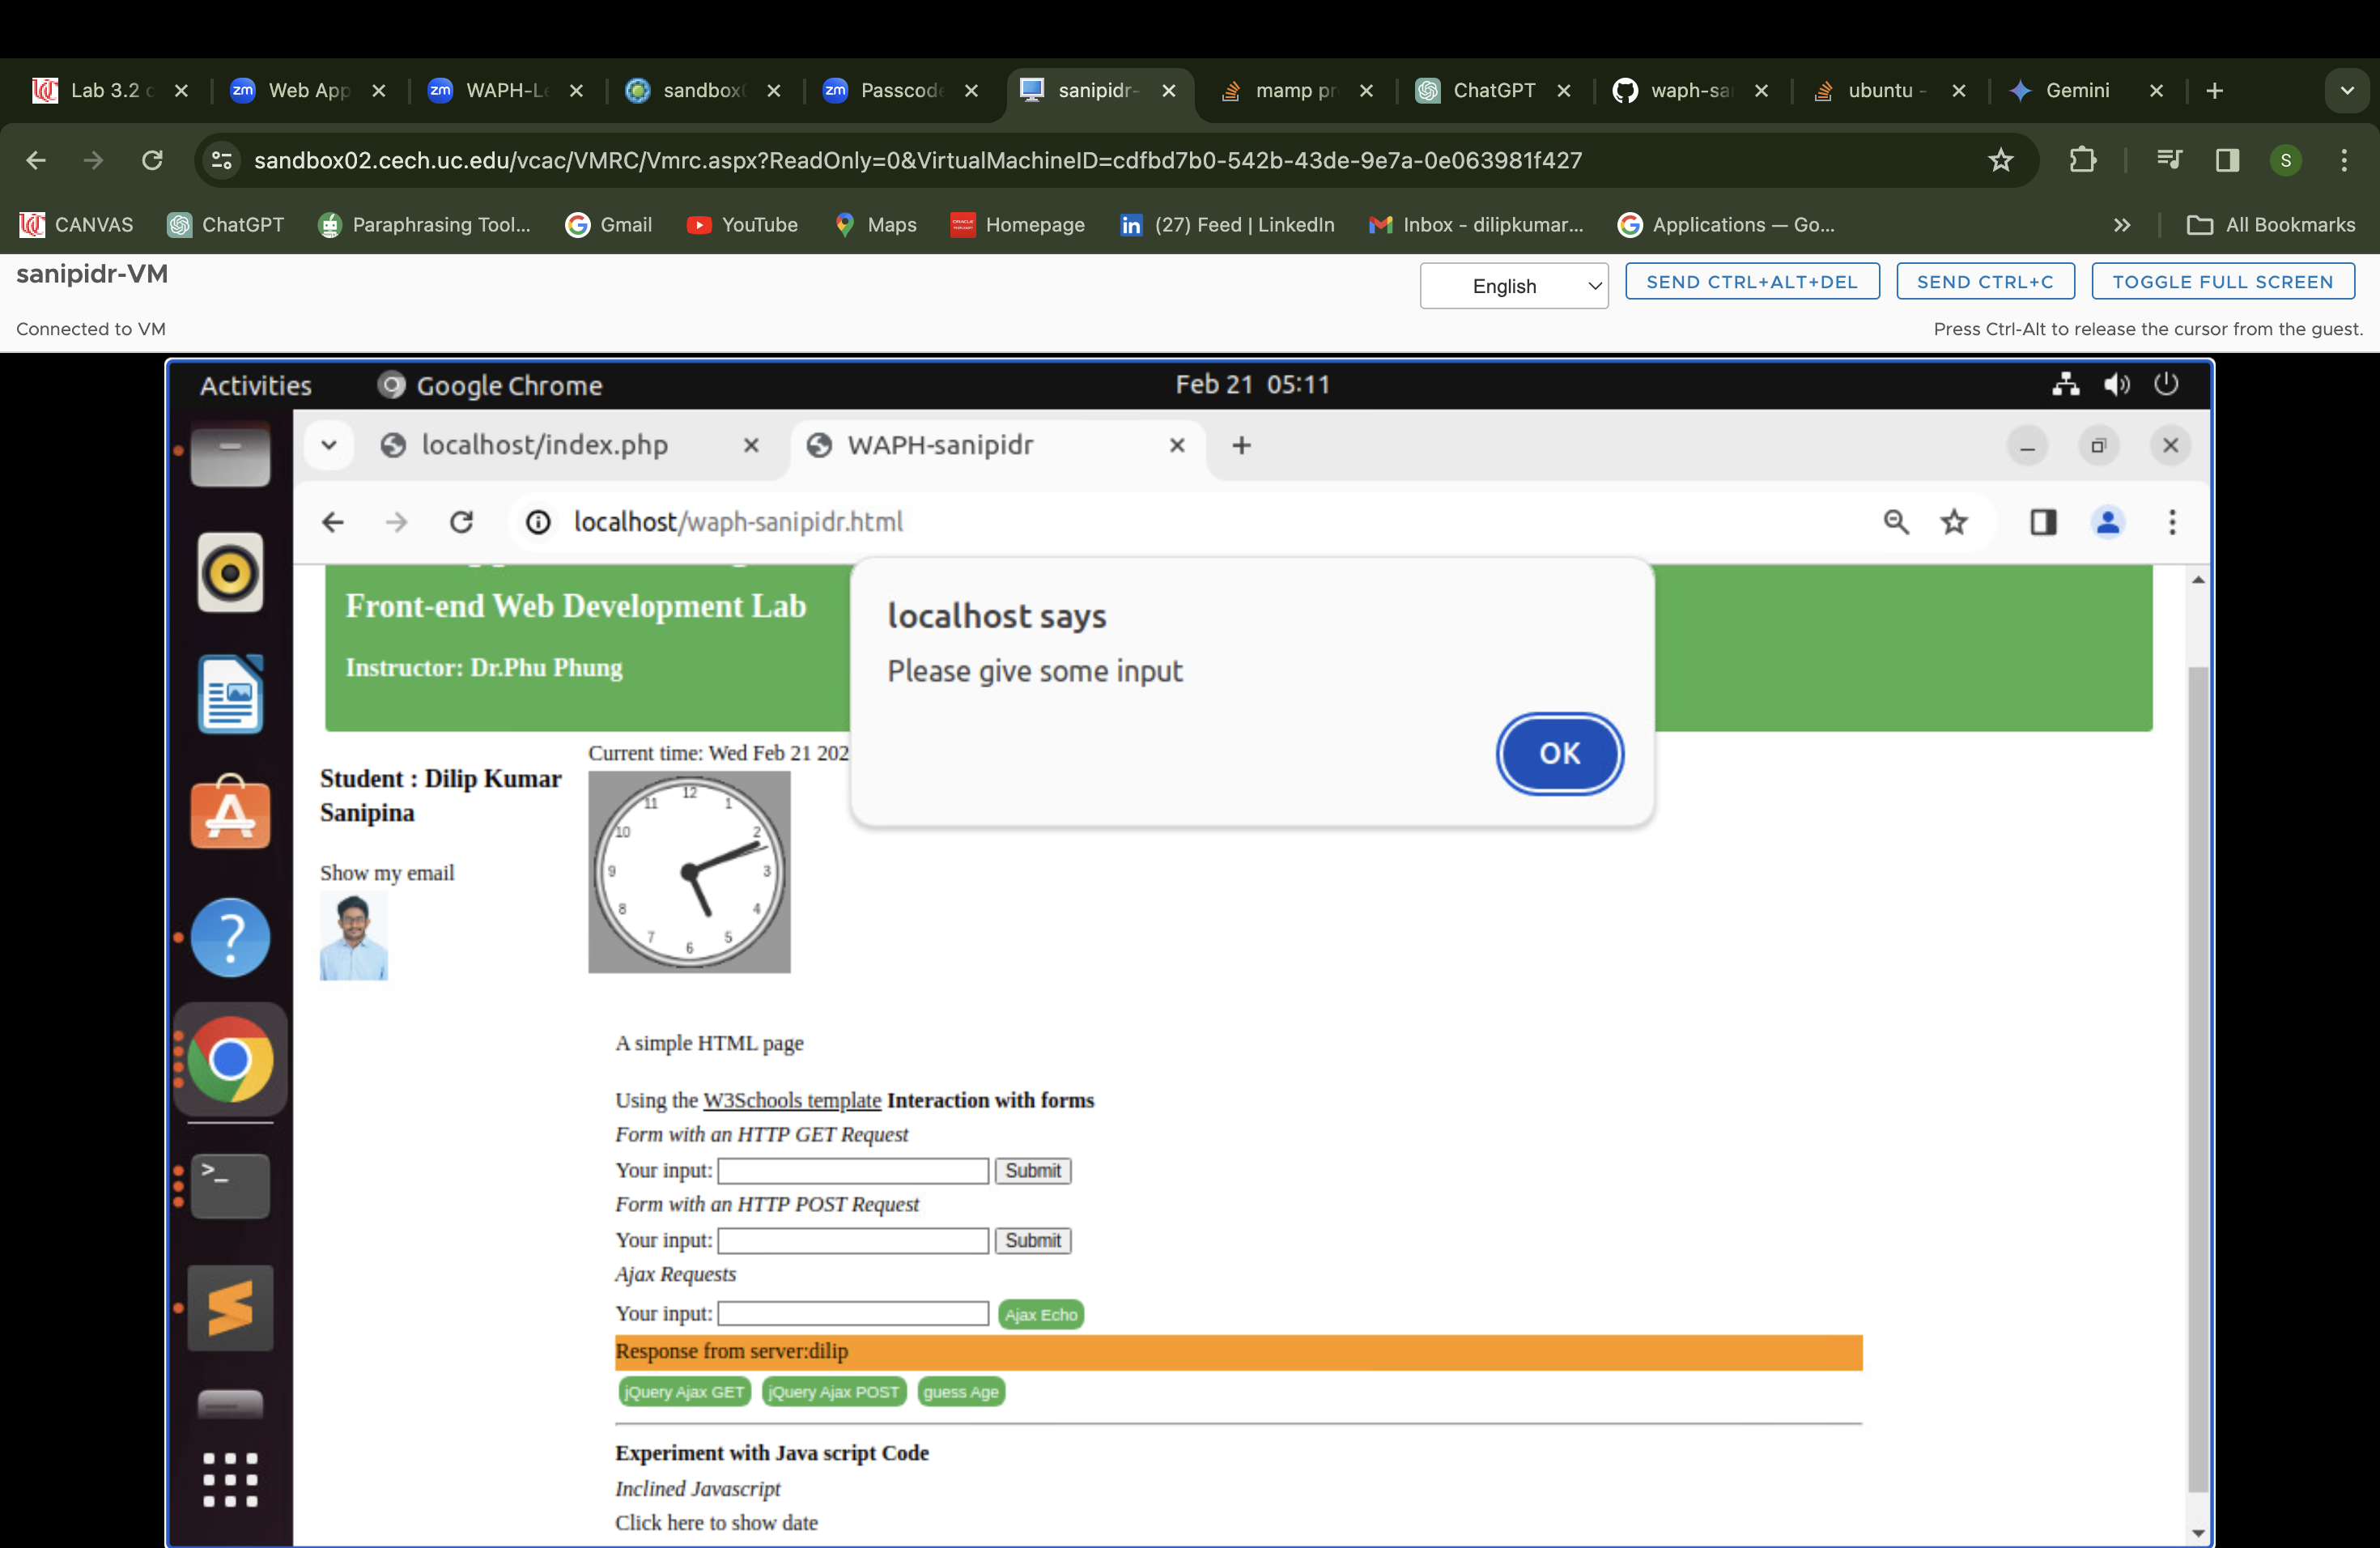 Lab 3.2
Web App
WAPH-Le
sandbox
Passcode
sanipidr-
mamp pr
ChatGPT
waph-sa
ubuntu -
Gemini
sandbox02.cech.uc.edu/vcac/VMRC/Vmrc.aspx?ReadOnly=0&VirtualMachineID=cdfbd7b0-542b-43de-9e7a-0e063981f427
S
CANVAS
ChatGPT
Paraphrasing Tool...
Gmail
YouTube
Maps
Homepage
(27) Feed | LinkedIn
Inbox - dilipkumar...
Applications — Go...
All Bookmarks
sanipidr-VM
English
SEND CTRL+ALT+DEL
SEND CTRL+C
TOGGLE FULL SCREEN
Connected to VM
Press Ctrl-Alt to release the cursor from the guest.
Activities
Google Chrome
Feb 21 05:11
localhost/index.php
WAPH-sanipidr
localhost/waph-sanipidr.html
Front-end Web Development Lab
Instructor: Dr.Phu Phung
localhost says
Please give some input
OK
Current time: Wed Feb 21 202
Student : Dilip Kumar
Sanipina
Show my email
12
1
2
3
4
5
6
7
8
9
10
11
A simple HTML page
Using the W3Schools template Interaction with forms
Form with an HTTP GET Request
Your input: Submit
Form with an HTTP POST Request
Your input: Submit
Ajax Requests
Your input: Ajax Echo
Response from server:dilip
jQuery Ajax GET jQuery Ajax POST guess Age
Experiment with Java script Code
Inclined Javascript
Click here to show date